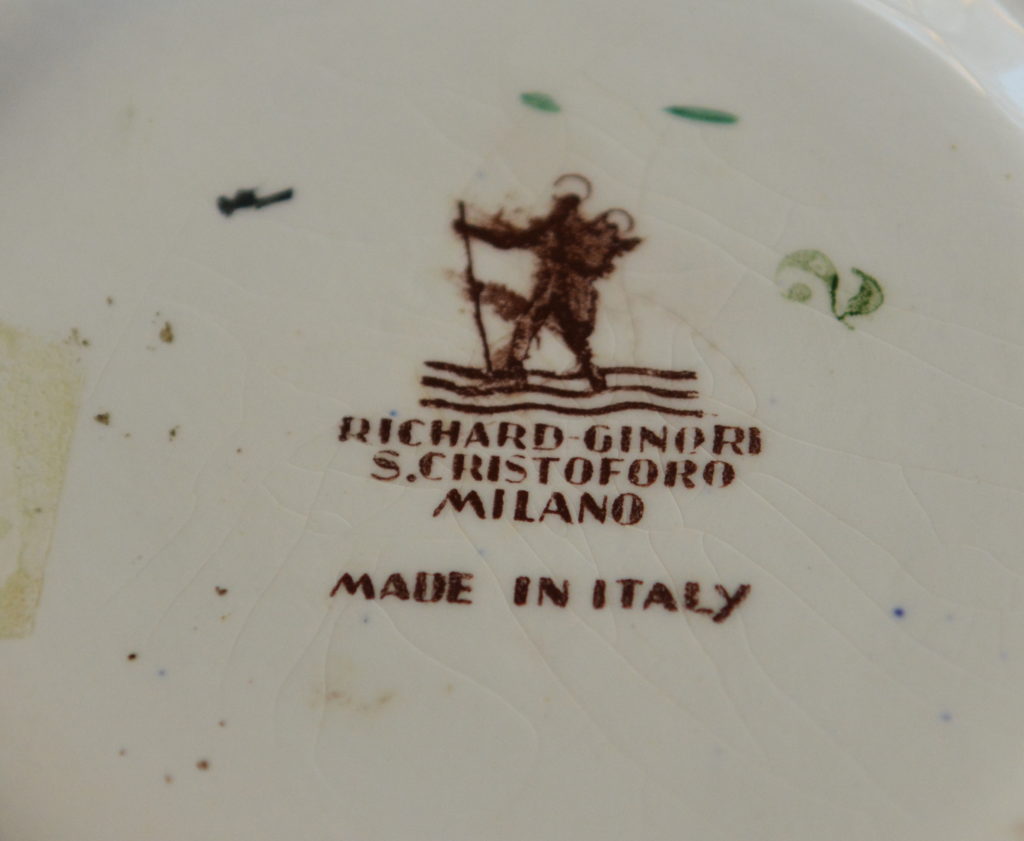 RICHARD-GINORI
S.CRISTOFORO
MILANO
MADE IN ITALY